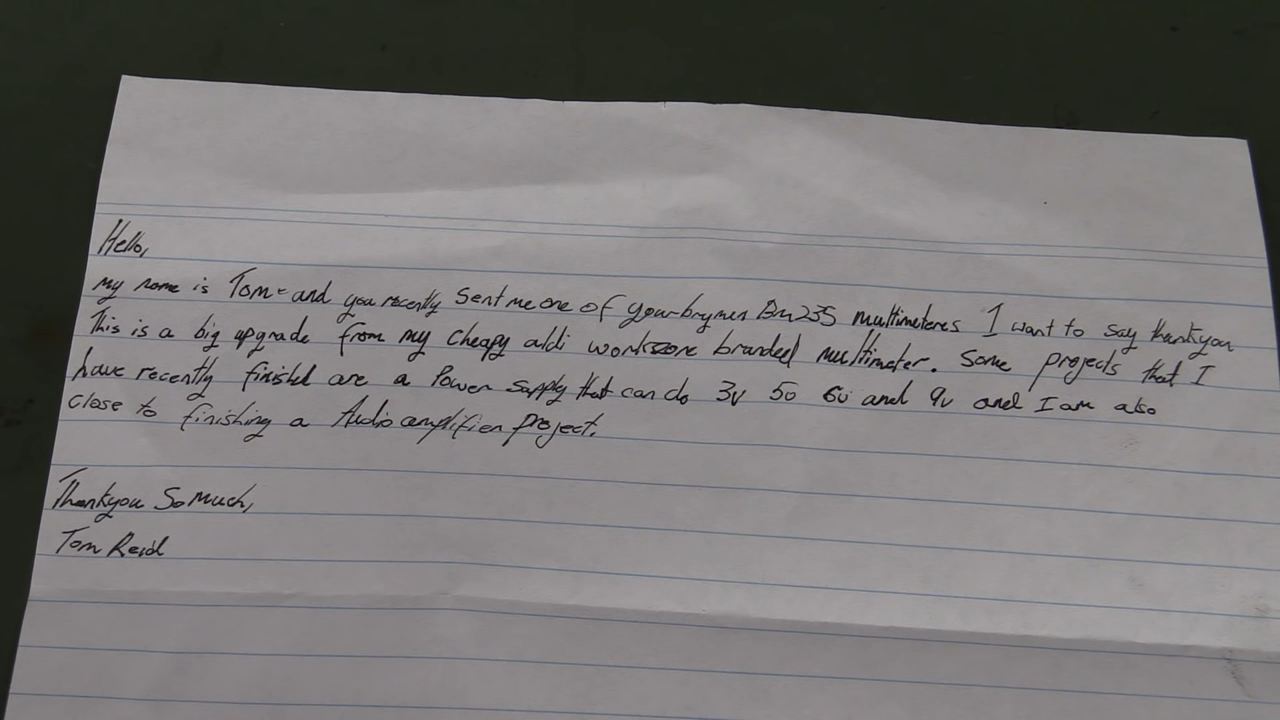 Hello,
my name is Tom - and you recently sent me one of your brymen Bm235 multimeteres I want to say thankyou
This is a big upgrade from my cheapy aldi workzone branded multimeter. Some projects that I
have recently finished are a Power supply that can do 3v 5v 6v and 9v and I am also
close to finishing a Audio amplifier project.
Thankyou So Much,
Tom Reid